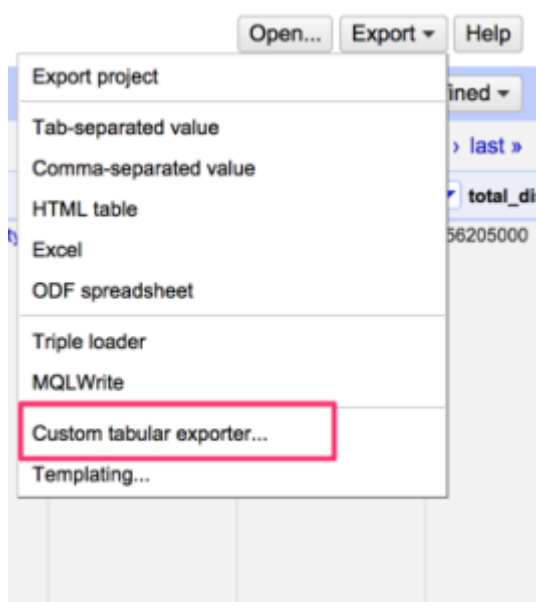 Open... Export Help
Export project
ined
Tab-separated value
› last »
Comma-separated value
HTML table
total_di
Excel
56205000
ODF spreadsheet
Triple loader
MQLWrite
Custom tabular exporter...
Templating...